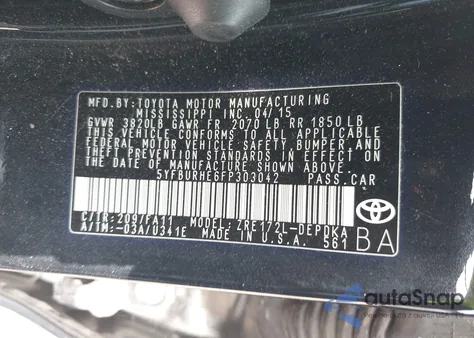 MFD.BY:TOYOTA MOTOR MANUFACTURING
MISSISSIPPI INC. 04/15
GVWR 3820LB GAWR FR 2070 LB RR 1850 LB
THIS VEHICLE CONFORMS TO ALL APPLICABLE
FEDERAL MOTOR VEHICLE SAFETY, BUMPER, AND
THEFT PREVENTION STANDARDS IN EFFECT ON
THE DATE OF MANUFACTURE SHOWN ABOVE.
5YFBURHE6FP303042 PASS.CAR
C/TR:209/FA11 MODEL:ZRE172L-DEPDKA
A/TM:-03A/U341E MADE IN U.S.A. 561
TOYOTA
BA
autoSnap